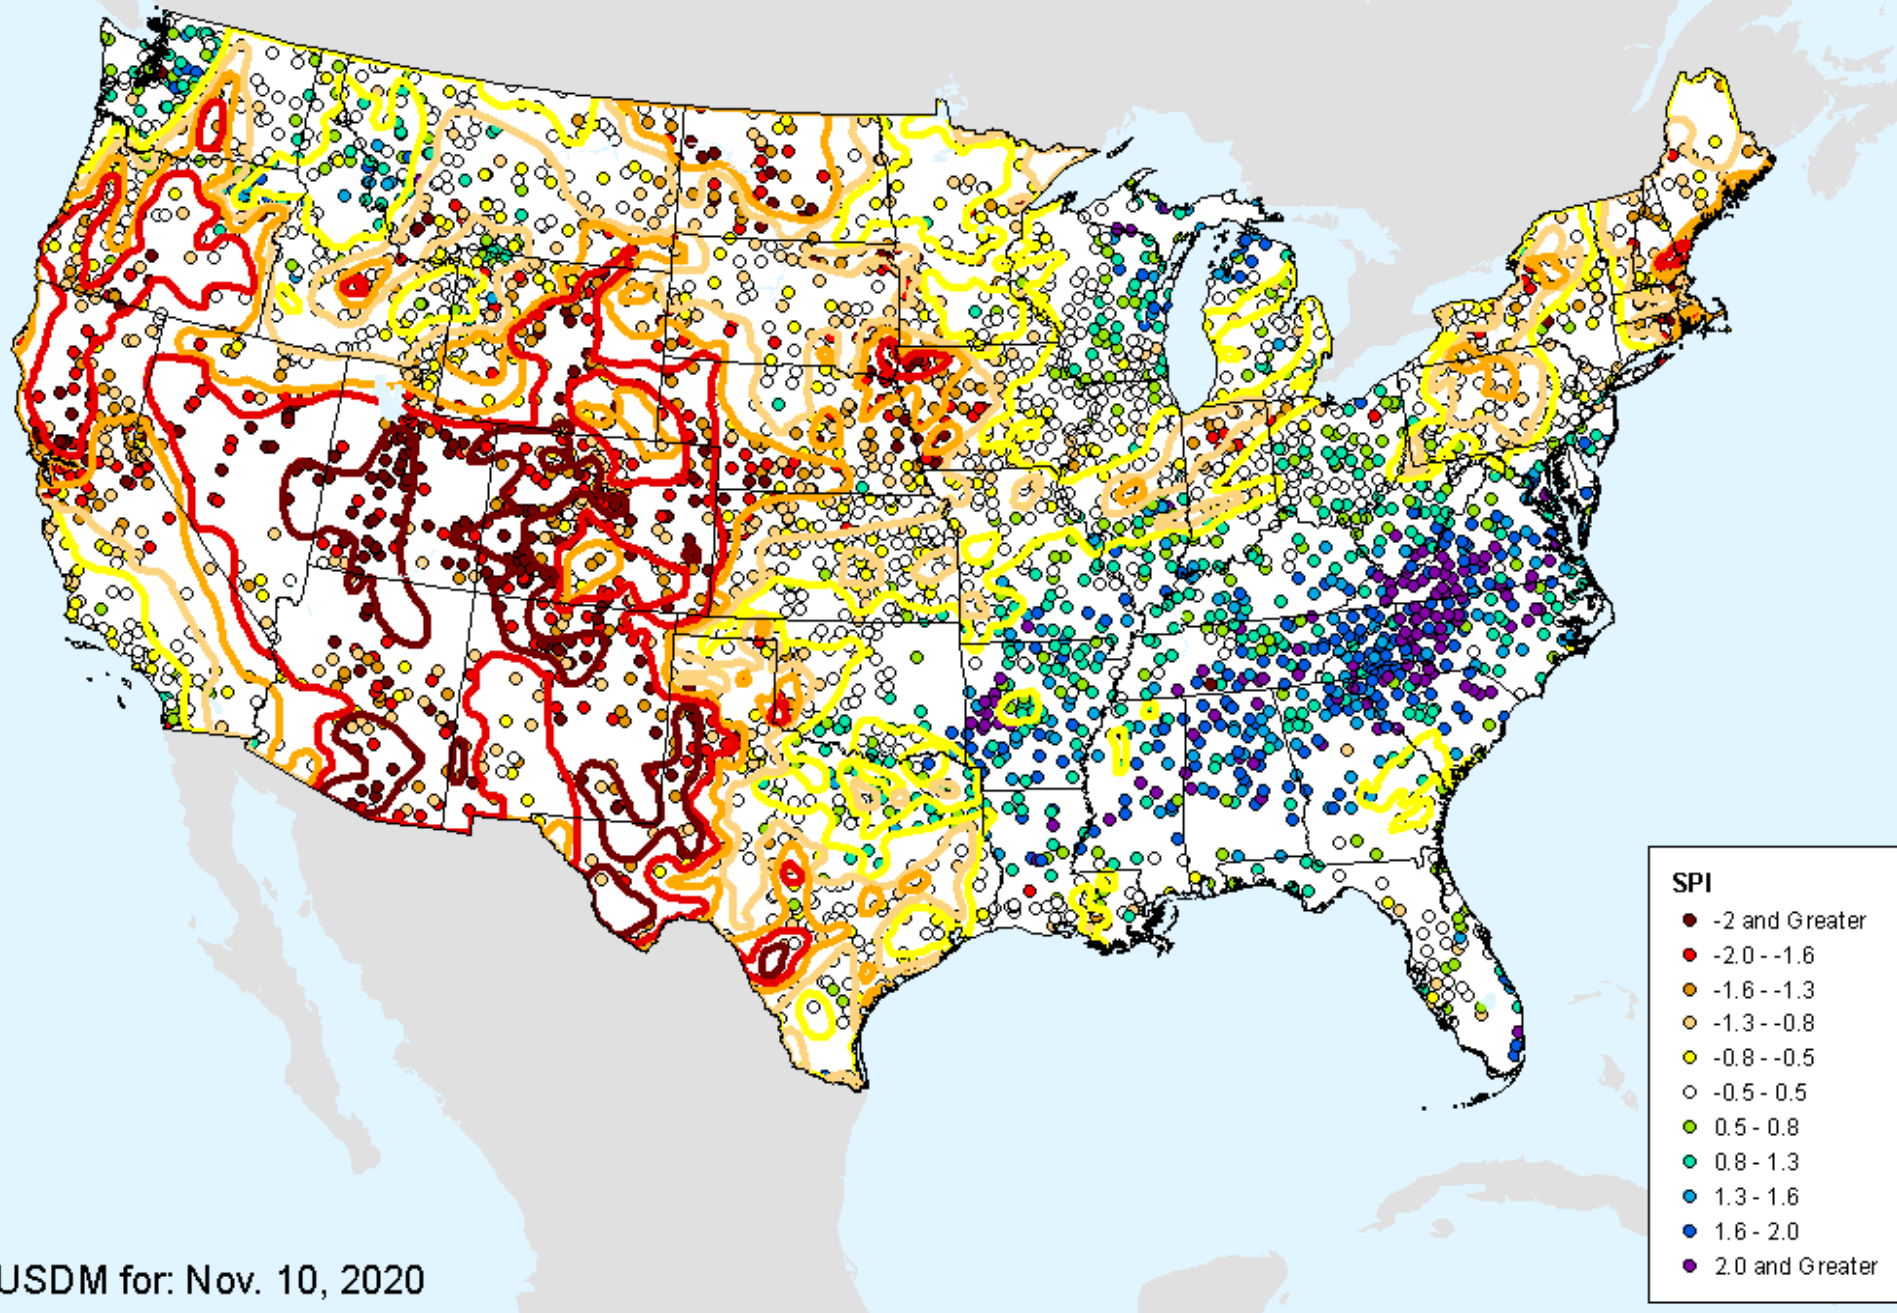 SPI
-2 and Greater
-2.0 - -1.6
-1.6 - -1.3
-1.3 - -0.8
-0.8 - -0.5
-0.5 - 0.5
0.5 - 0.8
0.8 - 1.3
1.3 - 1.6
1.6 - 2.0
2.0 and Greater
USDM for: Nov. 10, 2020